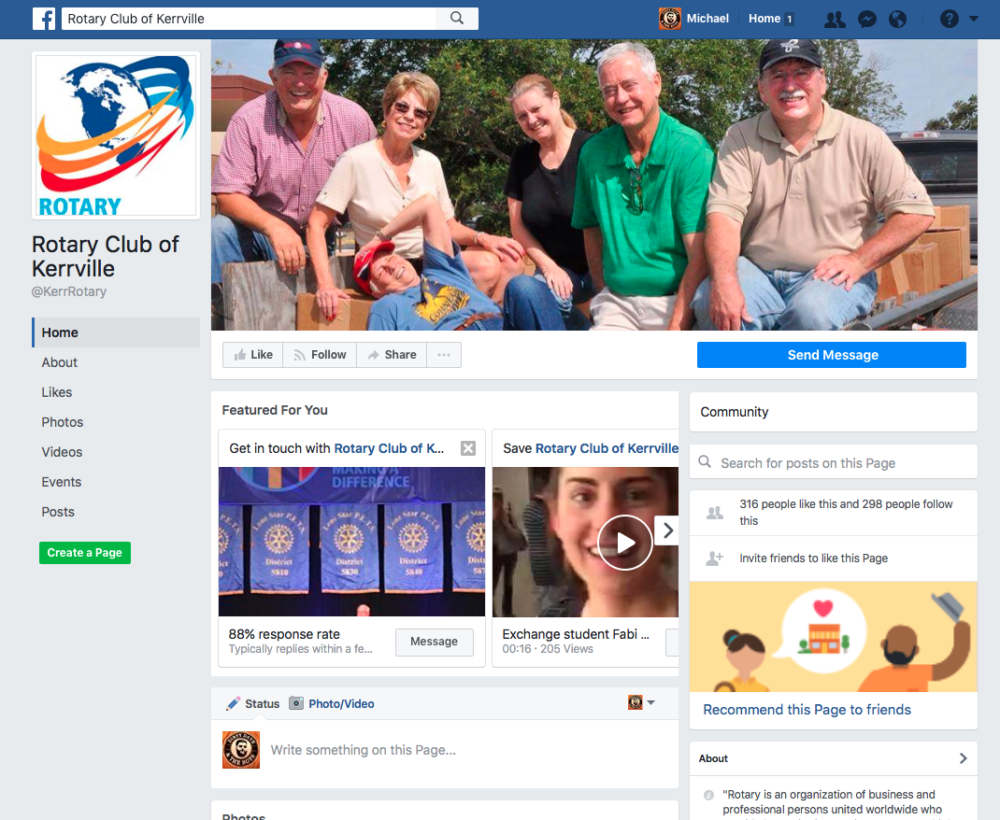 Rotary Club of Kerrville
Michael
Home 1
ROTARY
Rotary Club of
Kerrville
@KerrRotary
Home
About
Likes
Photos
Videos
Events
Posts
Create a Page
Like
Follow
Share
Send Message
Featured For You
Get in touch with Rotary Club of K...
MAKING A
DIFFERENCE
Lone Star P.E.T.S.
Lone Star P.E.T.S.
Lone Star P.E.T.S.
District
5810
District
5830
District
5840
88% response rate
Typically replies within a fe...
Message
Save Rotary Club of Kerrville
Exchange student Fabi ...
00:16 · 205 Views
Status
Photo/Video
Write something on this Page...
Photos
Community
Search for posts on this Page
316 people like this and 298 people follow
this
Invite friends to like this Page
Recommend this Page to friends
About
"Rotary is an organization of business and
professional persons united worldwide who